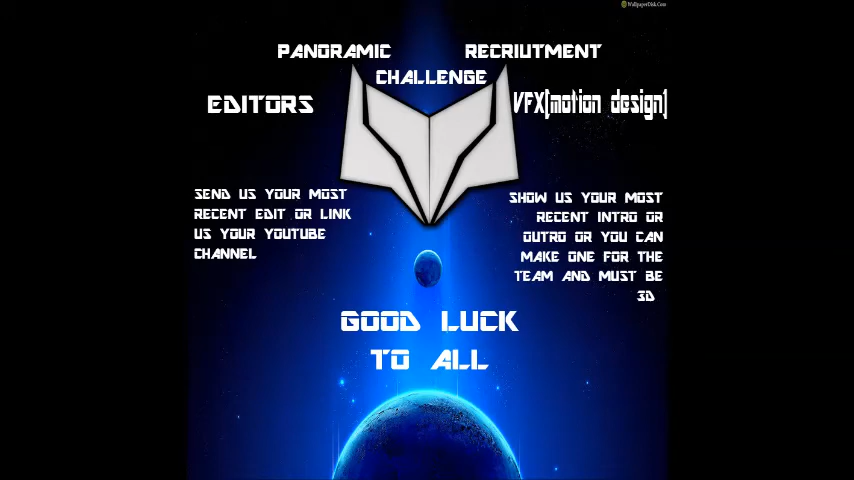 WallpaperDisk.Com
PANORAMIC RECRIUTMENT
CHALLENGE
EDITORS
VFX[motion design]
SEND US YOUR MOST
RECENT EDIT OR LINK
US YOUR YOUTUBE
CHANNEL
SHOW US YOUR MOST
RECENT INTRO OR
OUTRO OR YOU CAN
MAKE ONE FOR THE
TEAM AND MUST BE
3D
GOOD LUCK
TO ALL